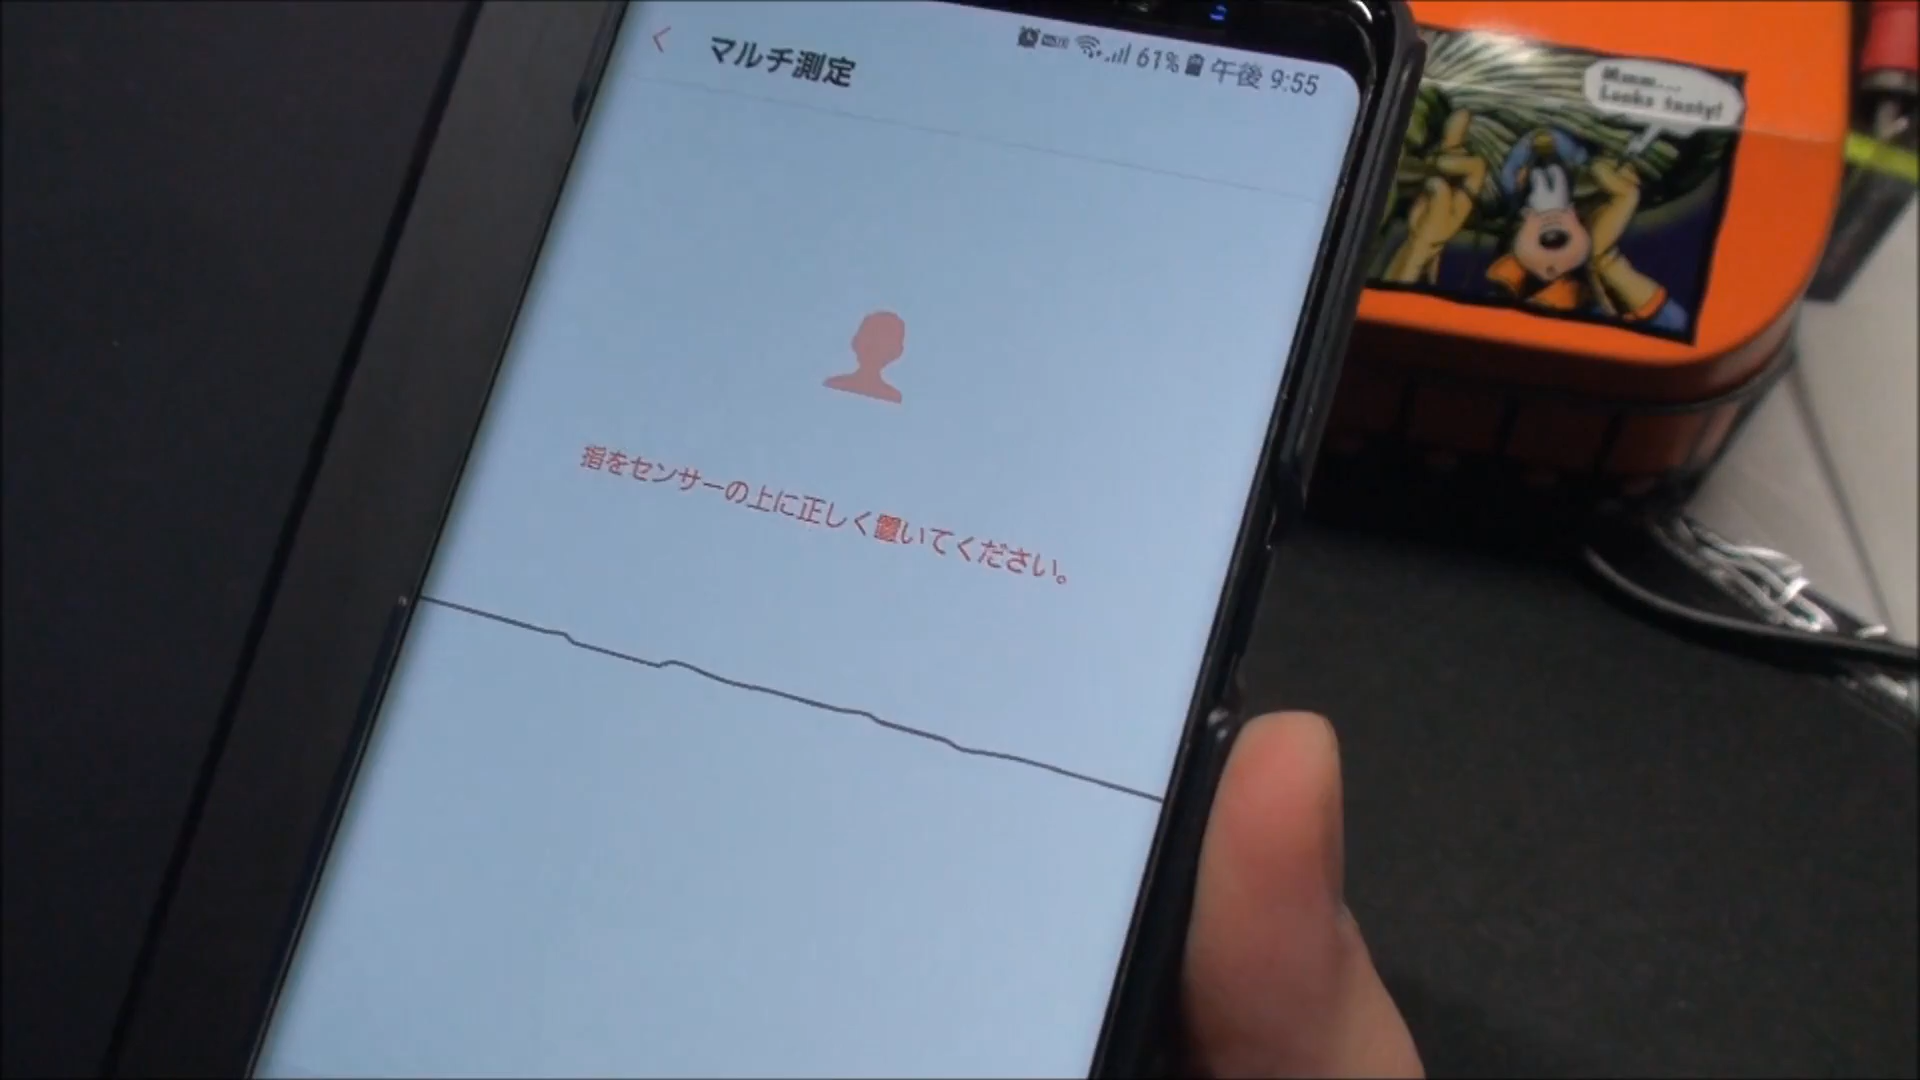 マルチ測定
61% 午後 9:55
Mmm...
Looks tasty!
指をセンサーの上に正しく置いてください。